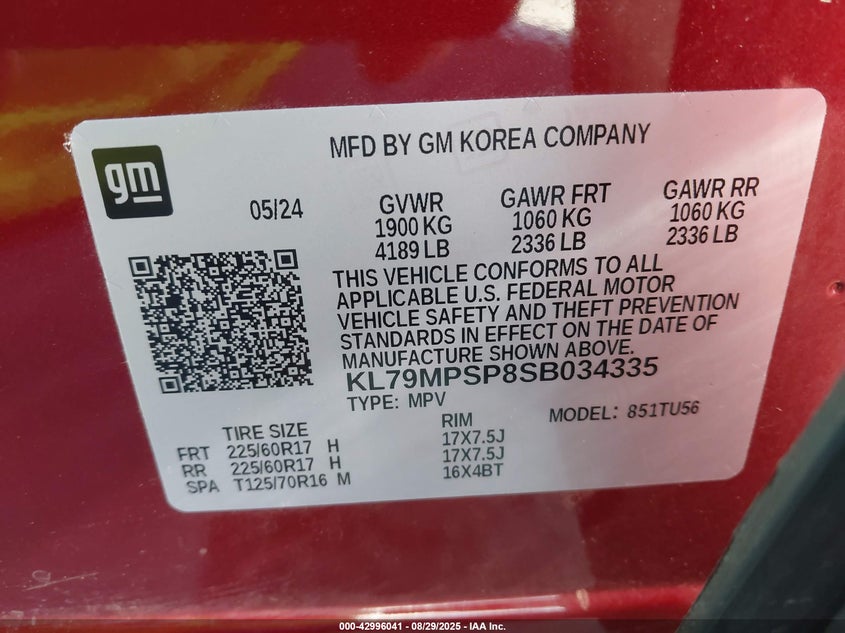 gm
MFD BY GM KOREA COMPANY
05/24
GVWR
1900 KG
4189 LB
GAWR FRT
1060 KG
2336 LB
GAWR RR
1060 KG
2336 LB
THIS VEHICLE CONFORMS TO ALL
APPLICABLE U.S. FEDERAL MOTOR
VEHICLE SAFETY AND THEFT PREVENTION
STANDARDS IN EFFECT ON THE DATE OF
MANUFACTURE SHOWN ABOVE.
KL79MPSP8SB034335
TYPE: MPV
MODEL: 851TU56
TIRE SIZE
RIM
FRT 225/60R17 H 17X7.5J
RR 225/60R17 H 17X7.5J
SPA T125/70R16 M 16X4BT
000-42996041 - 08/29/2025 - IAA Inc.